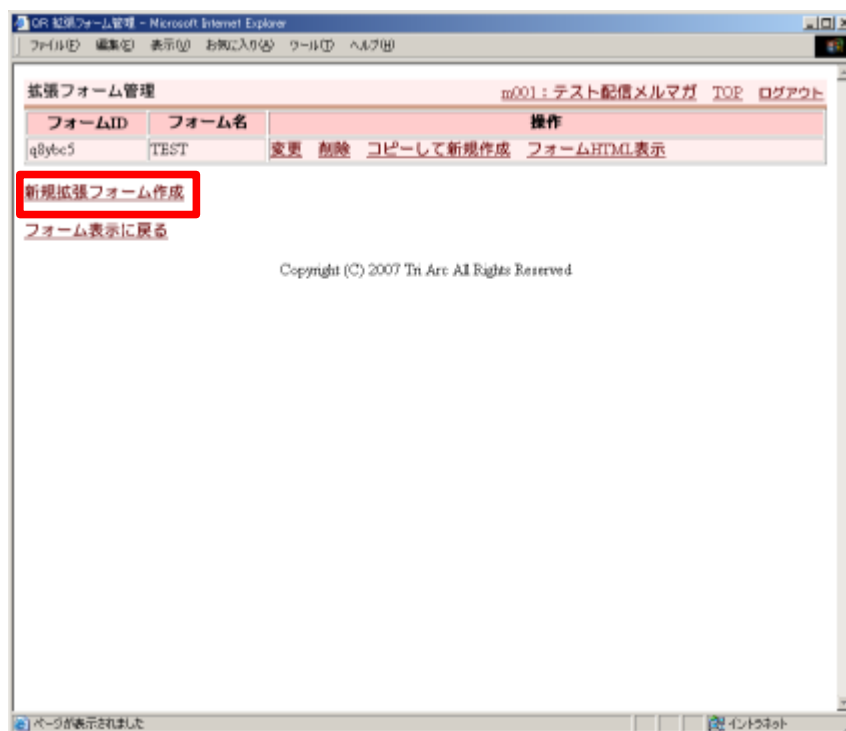 OR 拡張フォーム管理 - Microsoft Internet Explorer
ファイル(F) 編集(E) 表示(V) お気に入り(A) ツール(T) ヘルプ(H)
拡張フォーム管理 m001：テスト配信メルマガ TOP ログアウト
フォームID フォーム名 操作
q8ybc5 TEST 変更 削除 コピーして新規作成 フォームHTML表示
新規拡張フォーム作成
フォーム表示に戻る
Copyright (C) 2007 Tri Arc All Rights Reserved
ページが表示されました イントラネット